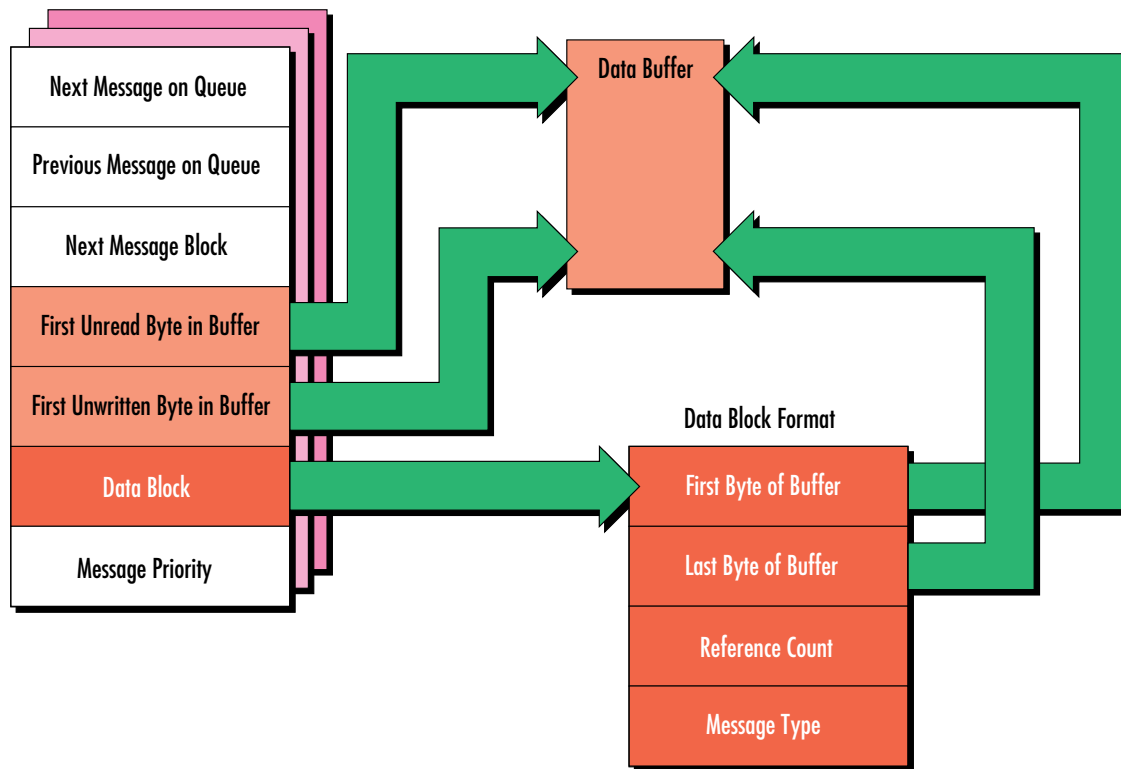 Next Message on Queue
Previous Message on Queue
Next Message Block
First Unread Byte in Buffer
First Unwritten Byte in Buffer
Data Block
Message Priority
Data Buffer
Data Block Format
First Byte of Buffer
Last Byte of Buffer
Reference Count
Message Type